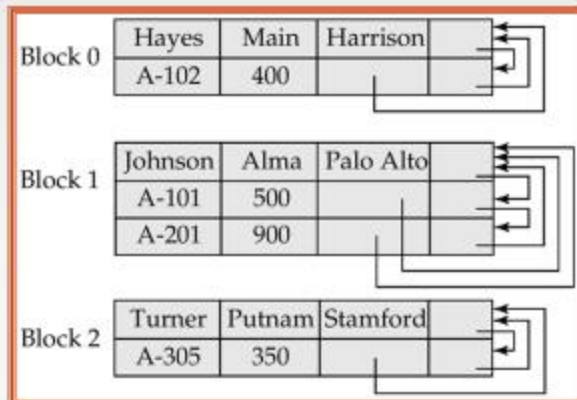 Block 0
Hayes Main Harrison
A-102 400
Block 1
Johnson Alma Palo Alto
A-101 500
A-201 900
Block 2
Turner Putnam Stamford
A-305 350